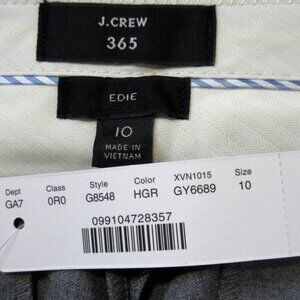 J.CREW
365
EDIE
10
MADE IN
VIETNAM
Dept Class Style Color XVN1015 Size
GA7 0R0 G8548 HGR GY6689 10
099104728357